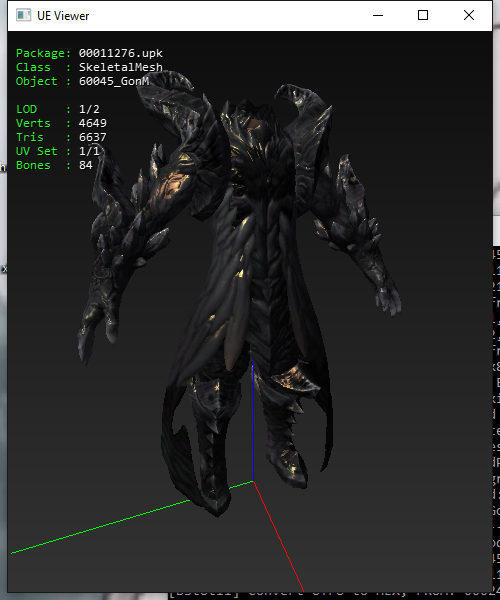 UE Viewer
Package: 00011276.upk
Class : SkeletalMesh
Object : 60045_GonM
LOD : 1/2
Verts : 4649
Tris : 6637
UV Set : 1/1
Bones : 84